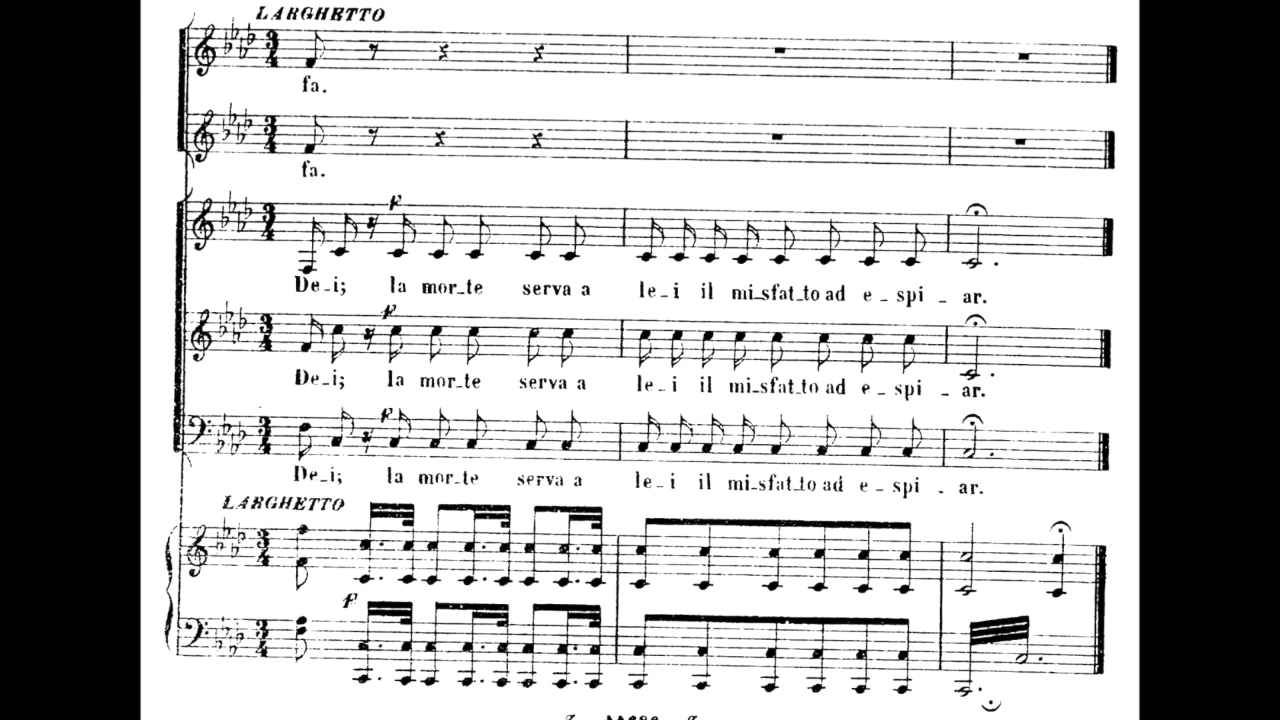 LARGHETTO
fa.
fa.
F
De_i; la mor_te serva a le_i il mi_sfat_to ad e_spi_ar.
F
De_i; la mor_te serva a le_i il mi_sfat_to ad e_spi_ar.
F
De_i; la mor_te serva a le_i il mi_sfat_to ad e_spi_ar.
LARGHETTO
F